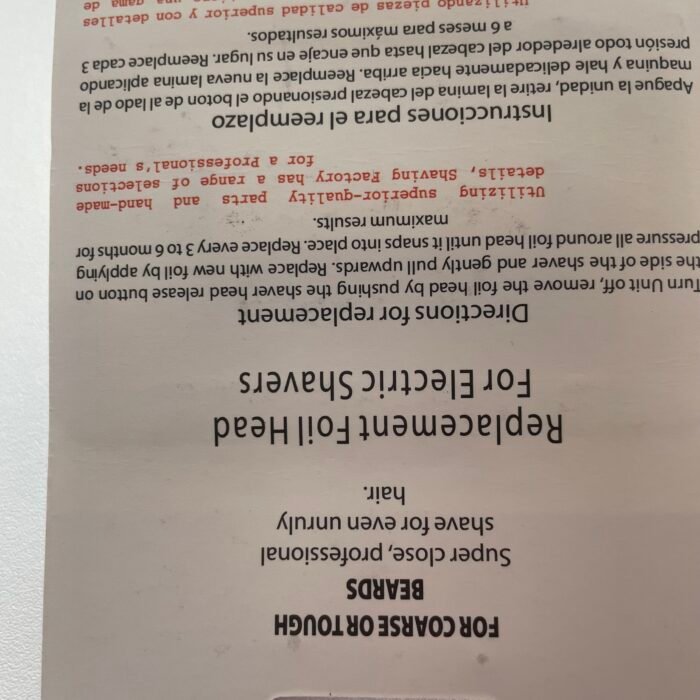 FOR COARSE OR TOUGH
BEARDS
Super close, professional
shave for even unruly
hair.
Replacement Foil Head
For Electric Shavers
Directions for replacement
Turn Unit off, remove the foil head by pushing the shaver head release button on
the side of the shaver and gently pull upwards. Replace with new foil by applying
pressure all around foil head until it snaps into place. Replace every 3 to 6 months for
maximum results.
Utilizing superior-quality parts and hand-made
details, Shaving Factory has a range of selections
for a Professional's needs.
Instrucciones para el reemplazo
Apague la unidad, retire la lamina del cabezal presionando el boton de al lado de la
maquina y hale delicadamente hacia arriba. Reemplace la nueva lamina aplicando
presión todo alrededor del cabezal hasta que encaje en su lugar. Reemplace cada 3
a 6 meses para máximos resultados.
Utilizando piezas de calidad superior y con detalles
una gama de